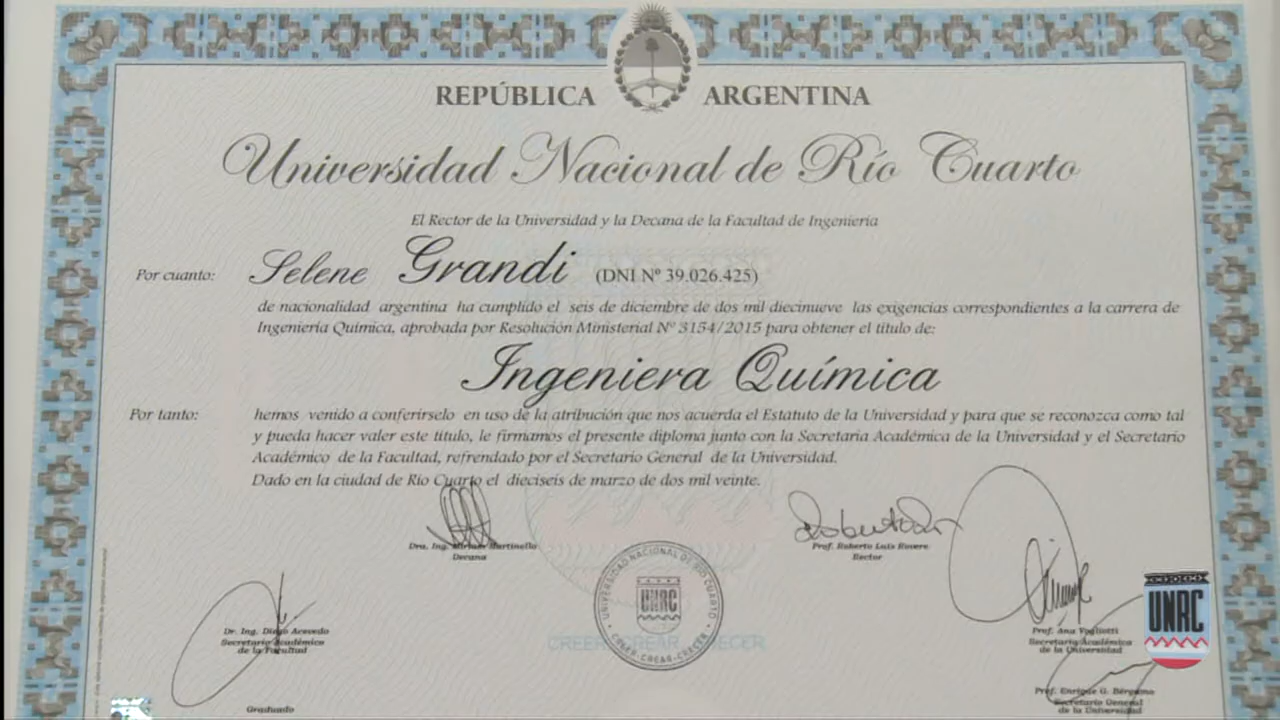 REPÚBLICA ARGENTINA
Universidad Nacional de Río Cuarto
El Rector de la Universidad y la Decana de la Facultad de Ingeniería
Por cuanto: Selene Grandi (DNI Nº 39.026.425)
de nacionalidad argentina ha cumplido el seis de diciembre de dos mil diecinueve las exigencias correspondientes a la carrera de
Ingeniería Química, aprobada por Resolución Ministerial Nº 3154/2015 para obtener el título de:
Ingeniera Química
Por tanto: hemos venido a conferírselo en uso de la atribución que nos acuerda el Estatuto de la Universidad y para que se reconozca como tal
y pueda hacer valer este título, le firmamos el presente diploma junto con la Secretaria Académica de la Universidad y el Secretario
Académico de la Facultad, refrendado por el Secretario General de la Universidad.
Dado en la ciudad de Río Cuarto el dieciseis de marzo de dos mil veinte.
Dra. Ing. Miriam Martinello
Decana
Prof. Roberto Luis Rovere
Rector
UNIVERSIDAD NACIONAL DE RÍO CUARTO
UNRC
CREER-CREAR-CRECER
Dr. Ing. Diego Acevedo
Secretario Académico
de la Facultad
Prof. Ana Vogliotti
Secretaria Académica
de la Universidad
UNRC
Prof. Enrique G. Bérgamo
Secretario General
de la Universidad
Graduado